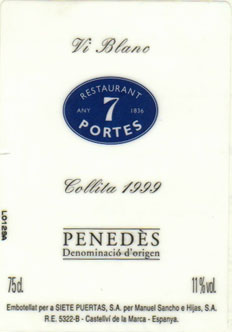 Vi Blanc
RESTAURANT
ANY 7 1836
PORTES
Collita 1999
PENEDÈS
Denominació d'origen
75cl. 11%vol.
Embotellat per a SIETE PUERTAS, S.A. per Manuel Sancho e Hijas, S.A.
R.E. 5322-B - Castellví de la Marca - Espanya.
L012SA